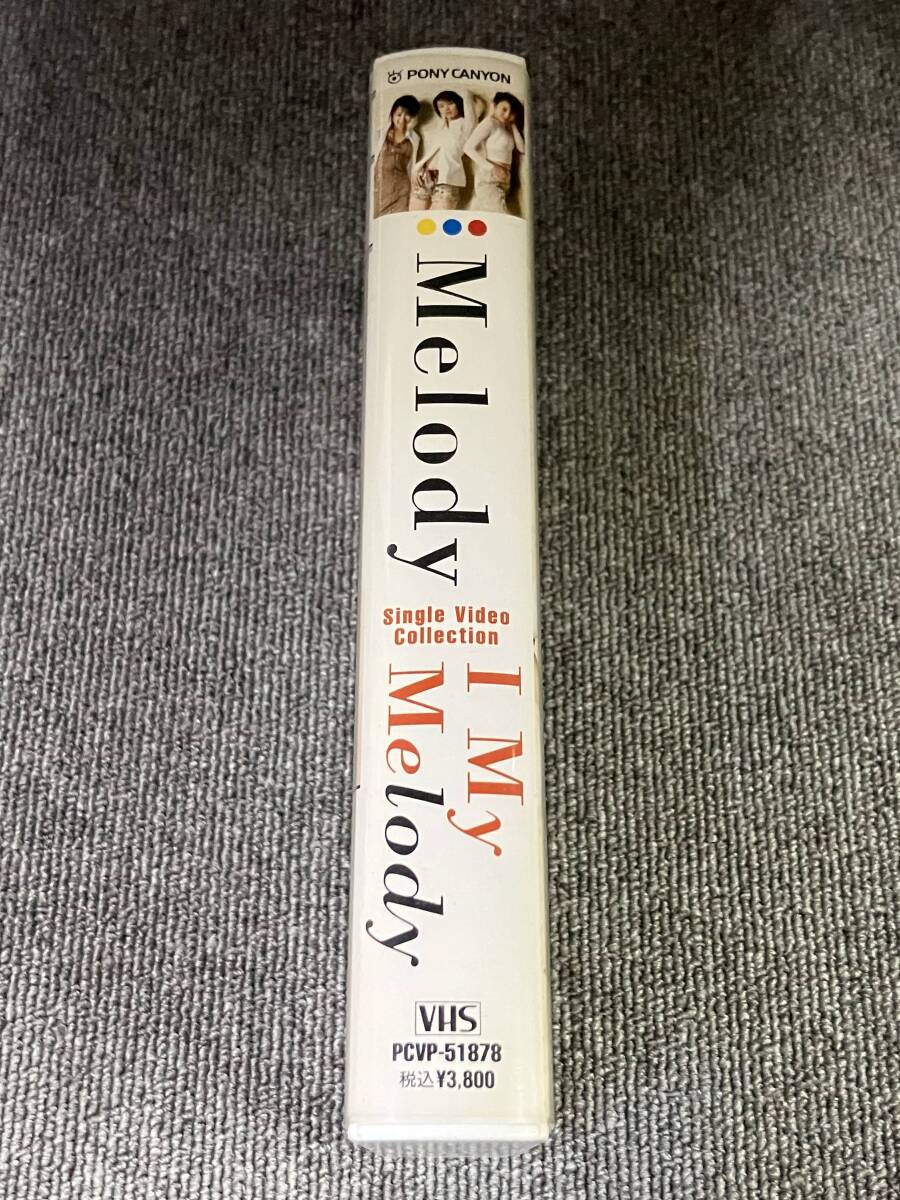 PONY CANYON
Melody
Single Video
Collection
I My
Melody
VHS
PCVP-51878
税込¥3,800